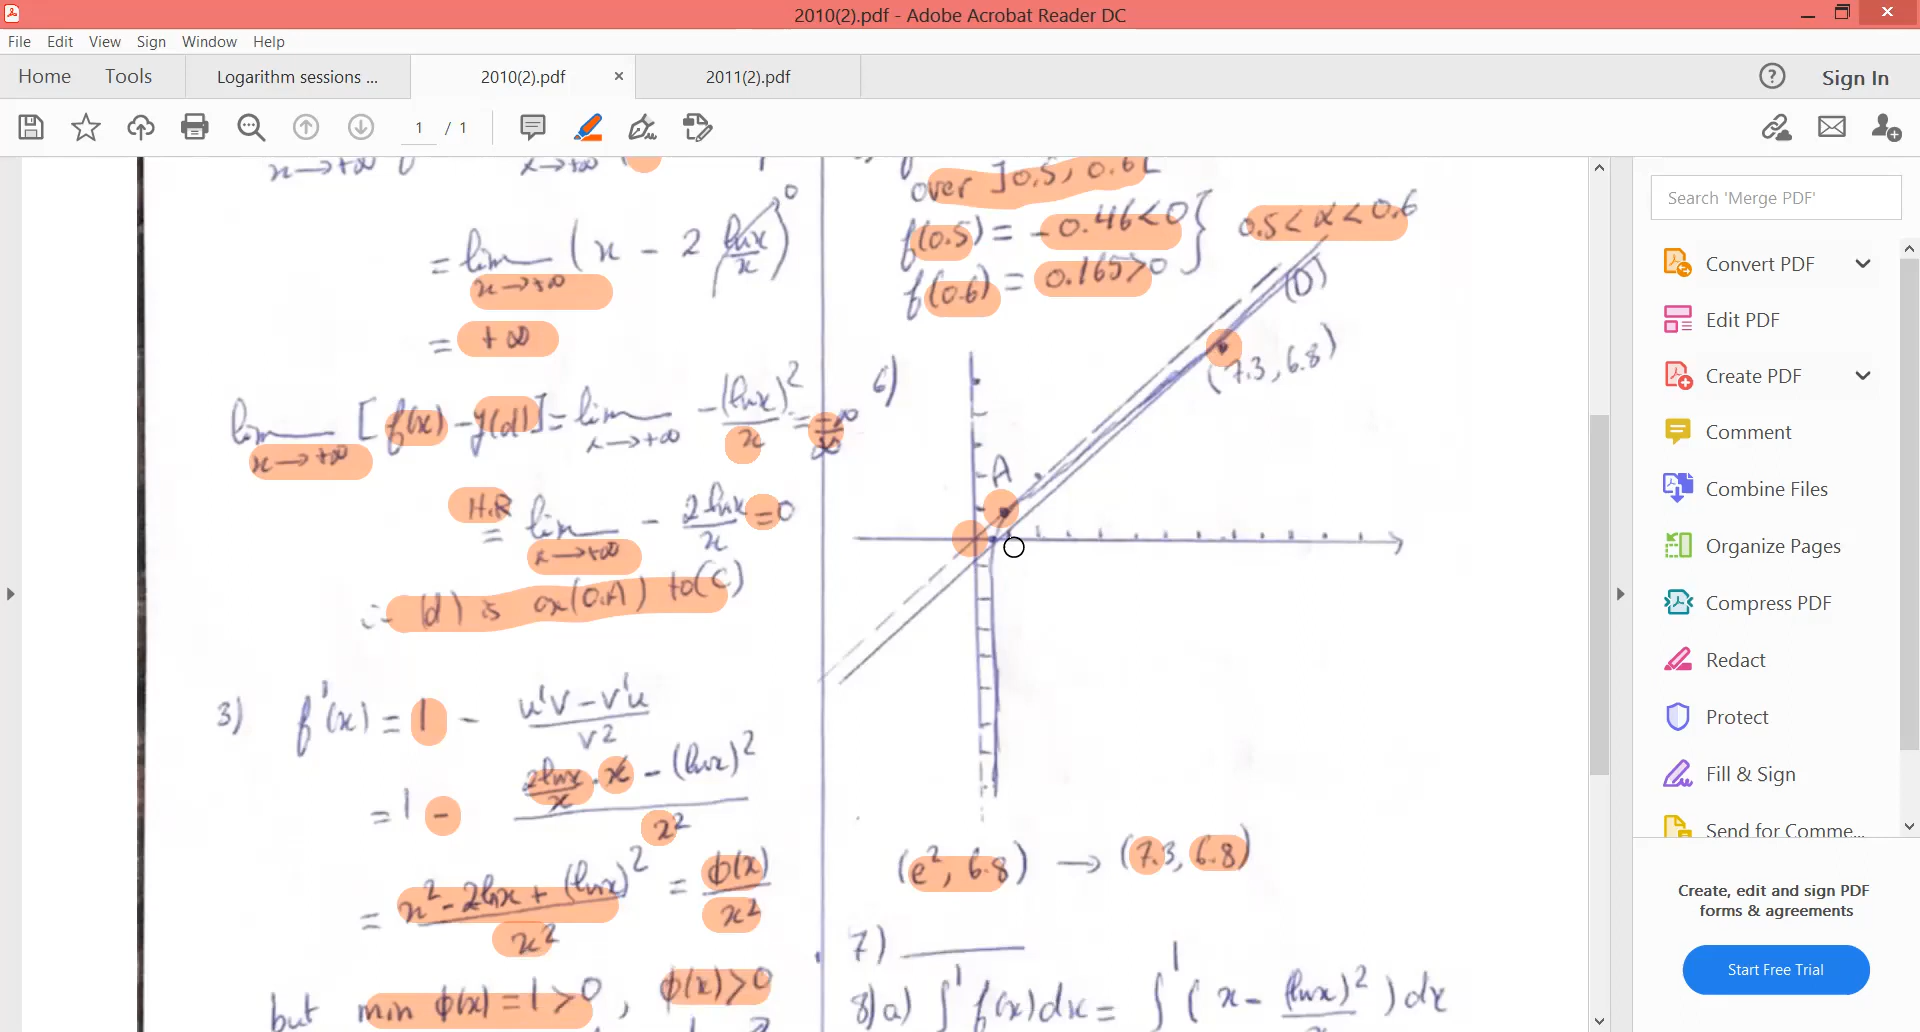 2010(2).pdf - Adobe Acrobat Reader DC
File Edit View Sign Window Help
Home Tools Logarithm sessions ... 2010(2).pdf × 2011(2).pdf
? Sign In
1 / 1
x→+∞ x→+∞
= lim (x - 2 lnx/x) 0
x→+∞
= +∞
lim [f(x) - y(d)] = lim -(lnx)²/x = -∞/∞
x→+∞ x→+∞
H.R
= lim - 2lnx/x = 0
x→+∞
∴ (d) is an (O.A) to (C)
3) f'(x) = 1 - u'v - v'u / v²
= 1 - 2lnx/x · x - (lnx)² / x²
= x² - 2lnx + (lnx)² / x² = ϕ(x) / x²
but min ϕ(x) = 1 > 0 , ϕ(x) > 0
over ]0.5, 0.6[
f(0.5) = -0.46 < 0 } 0.5 < α < 0.6
f(0.6) = 0.165 > 0
6)
(D)
(7.3, 6.8)
A
(e², 6.8) → (7.3, 6.8)
7)
8) a) ∫¹ f(x)dx = ∫¹ (x - (lnx)²/x) dx
Search 'Merge PDF'
Convert PDF
Edit PDF
Create PDF
Comment
Combine Files
Organize Pages
Compress PDF
Redact
Protect
Fill & Sign
Send for Comme...
Create, edit and sign PDF
forms & agreements
Start Free Trial